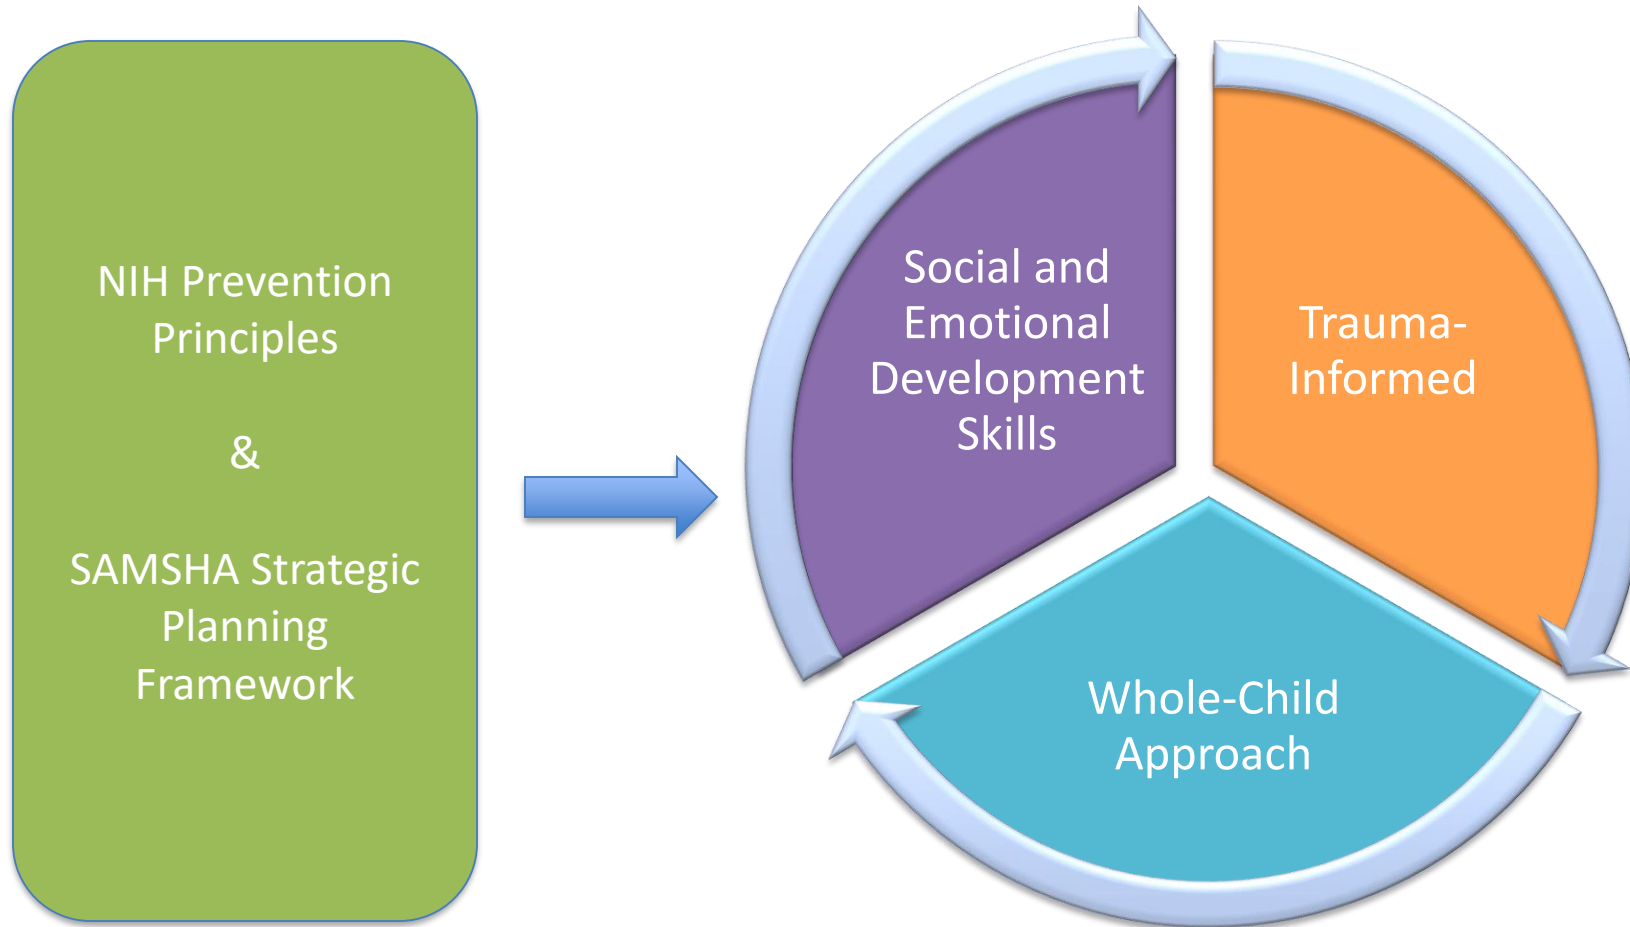 NIH Prevention
Principles
&
SAMSHA Strategic
Planning
Framework
Social and
Emotional
Development
Skills
Trauma-
Informed
Whole-Child
Approach